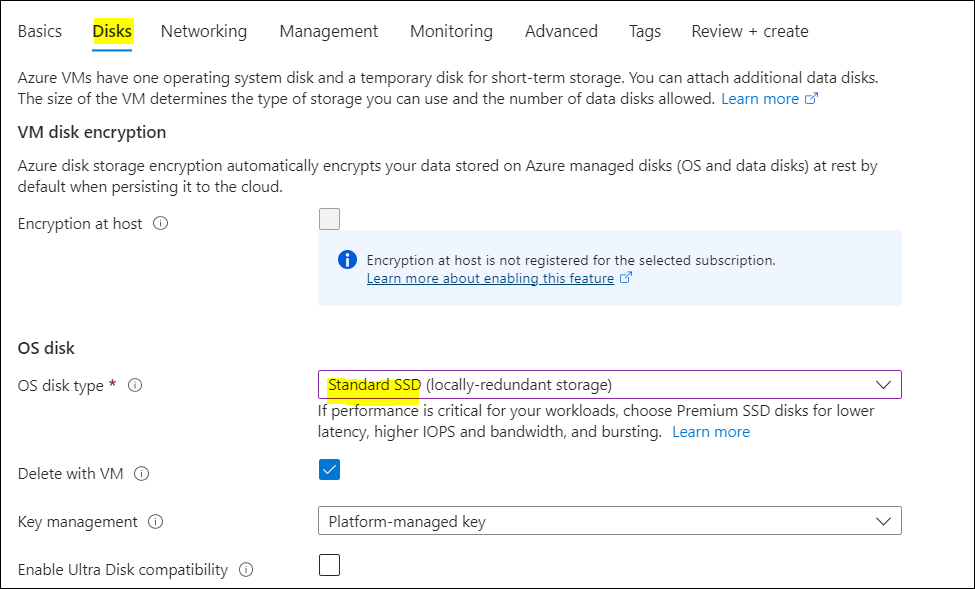 Basics Disks Networking Management Monitoring Advanced Tags Review + create
Azure VMs have one operating system disk and a temporary disk for short-term storage. You can attach additional data disks.
The size of the VM determines the type of storage you can use and the number of data disks allowed. Learn more
VM disk encryption
Azure disk storage encryption automatically encrypts your data stored on Azure managed disks (OS and data disks) at rest by
default when persisting it to the cloud.
Encryption at host
Encryption at host is not registered for the selected subscription.
Learn more about enabling this feature
OS disk
OS disk type * Standard SSD (locally-redundant storage)
If performance is critical for your workloads, choose Premium SSD disks for lower
latency, higher IOPS and bandwidth, and bursting. Learn more
Delete with VM
Key management Platform-managed key
Enable Ultra Disk compatibility